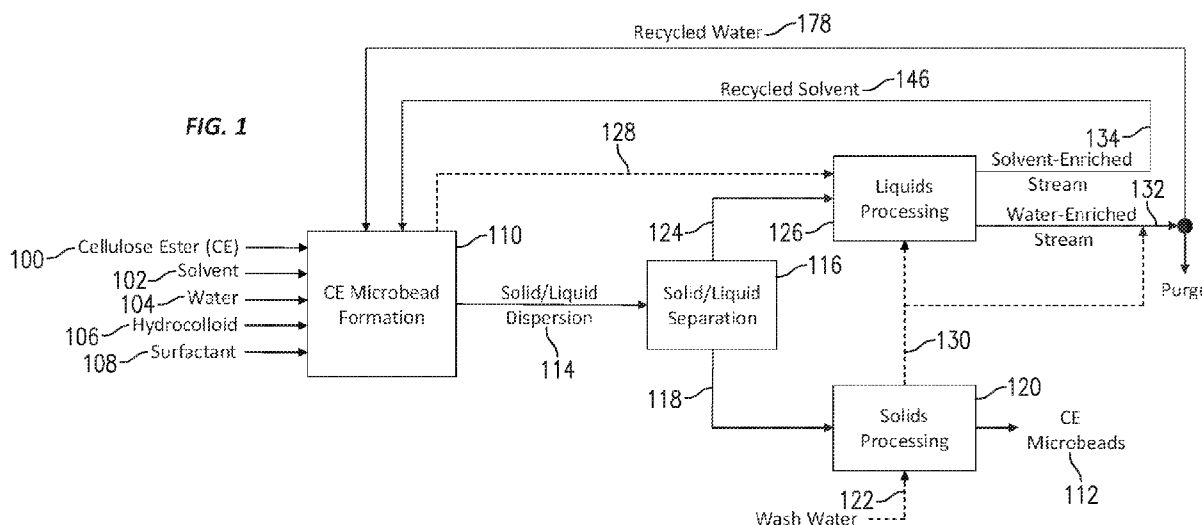 Recycled Water 178
Recycled Solvent 146
FIG. 1
128
134
Solvent-Enriched
Stream
132
Water-Enriched
Stream
Liquids
Processing
124
126
110
116
100 Cellulose Ester (CE)
102 Solvent
104 Water
106 Hydrocolloid
108 Surfactant
CE Microbead
Formation
Solid/Liquid
Dispersion
114
Solid/Liquid
Separation
Purge
130
118
120
Solids
Processing
CE
Microbeads
112
122
Wash Water